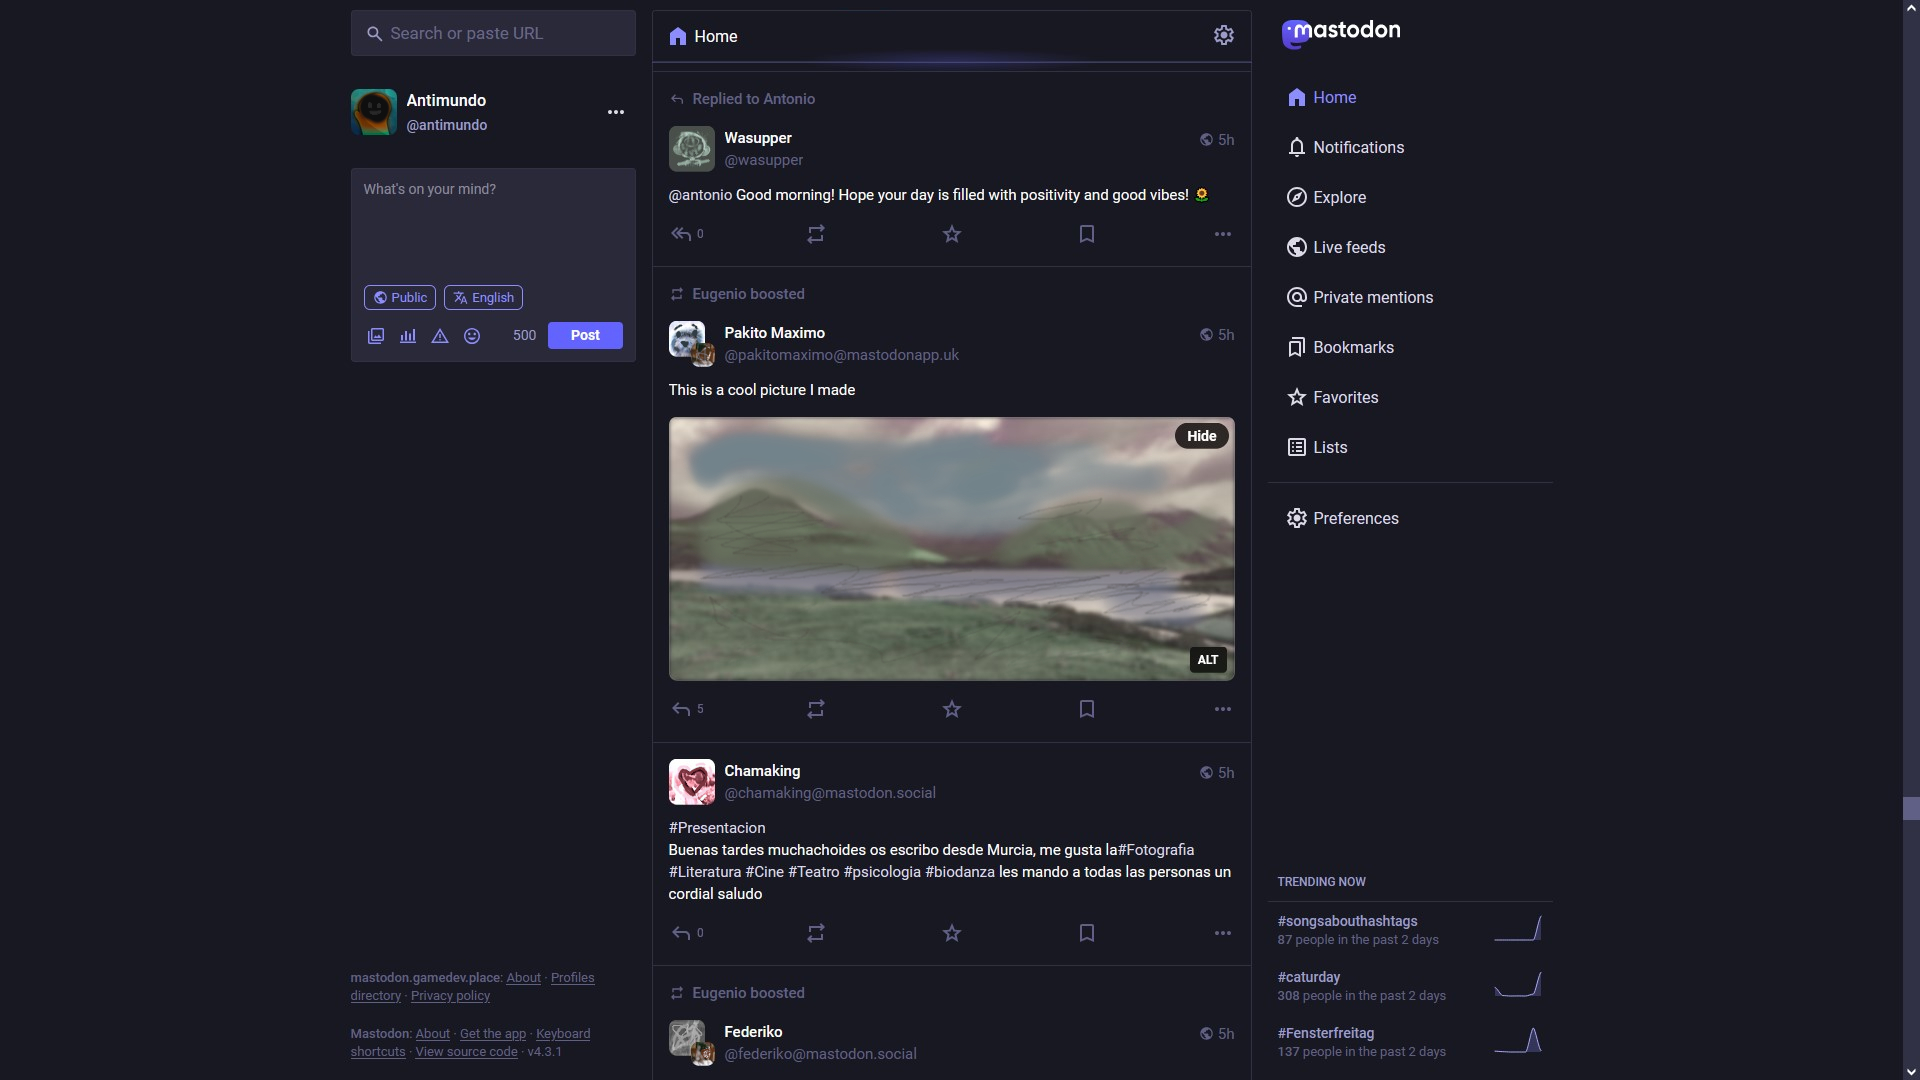 Search or paste URL
Antimundo
@antimundo
What's on your mind?
Public
English
500
Post
mastodon.gamedev.place: About · Profiles
directory · Privacy policy
Mastodon: About · Get the app · Keyboard
shortcuts · View source code · v4.3.1
Home
Replied to Antonio
Wasupper
5h
@wasupper
@antonio Good morning! Hope your day is filled with positivity and good vibes! 🌻
0
Eugenio boosted
Pakito Maximo
5h
@pakitomaximo@mastodonapp.uk
This is a cool picture I made
Hide
ALT
5
Chamaking
5h
@chamaking@mastodon.social
#Presentacion
Buenas tardes muchachoides os escribo desde Murcia, me gusta la#Fotografia
#Literatura #Cine #Teatro #psicologia #biodanza les mando a todas las personas un
cordial saludo
0
Eugenio boosted
Federiko
5h
@federiko@mastodon.social
mastodon
Home
Notifications
Explore
Live feeds
Private mentions
Bookmarks
Favorites
Lists
Preferences
TRENDING NOW
#songsabouthashtags
87 people in the past 2 days
#caturday
308 people in the past 2 days
#Fensterfreitag
137 people in the past 2 days